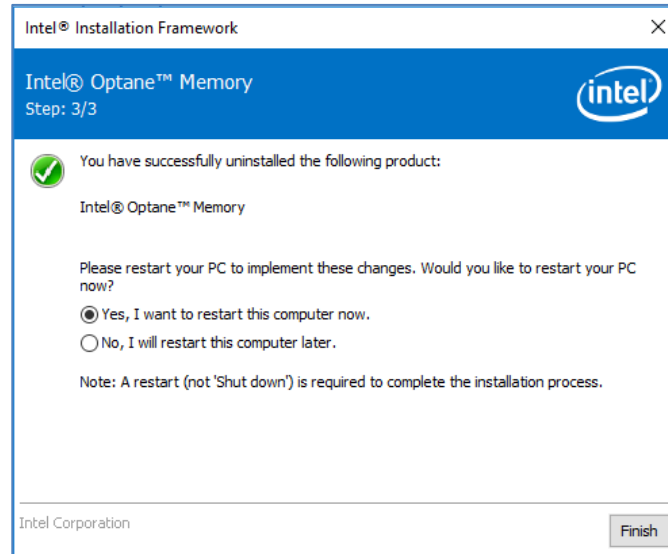 Intel® Installation Framework
Intel® Optane™ Memory
Step: 3/3
intel
You have successfully uninstalled the following product:
Intel® Optane™ Memory
Please restart your PC to implement these changes. Would you like to restart your PC
now?
Yes, I want to restart this computer now.
No, I will restart this computer later.
Note: A restart (not 'Shut down') is required to complete the installation process.
Intel Corporation
Finish